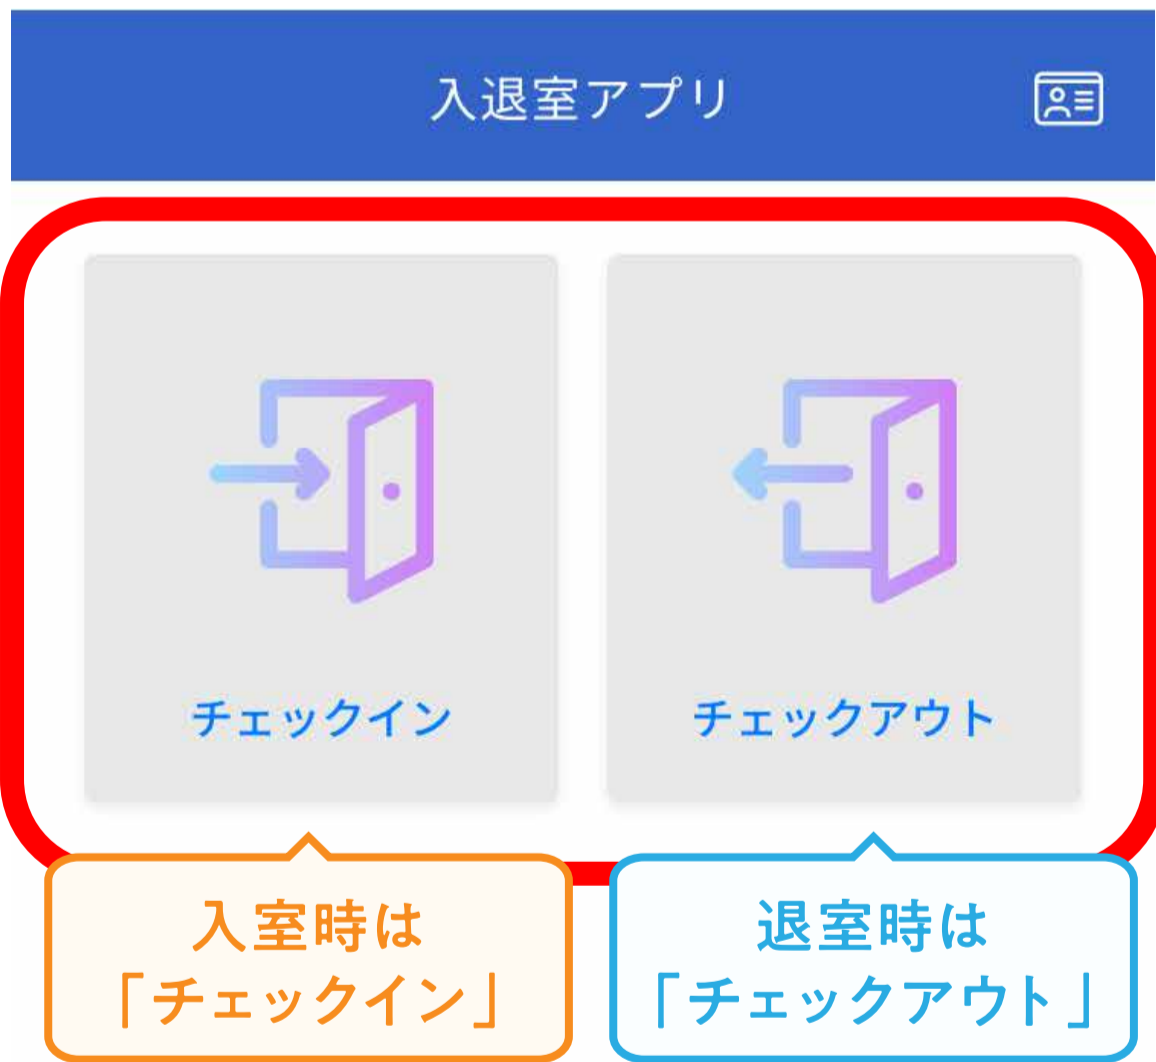 入退室アプリ
チェックイン
チェックアウト
入室時は
「チェックイン」
退室時は
「チェックアウト」